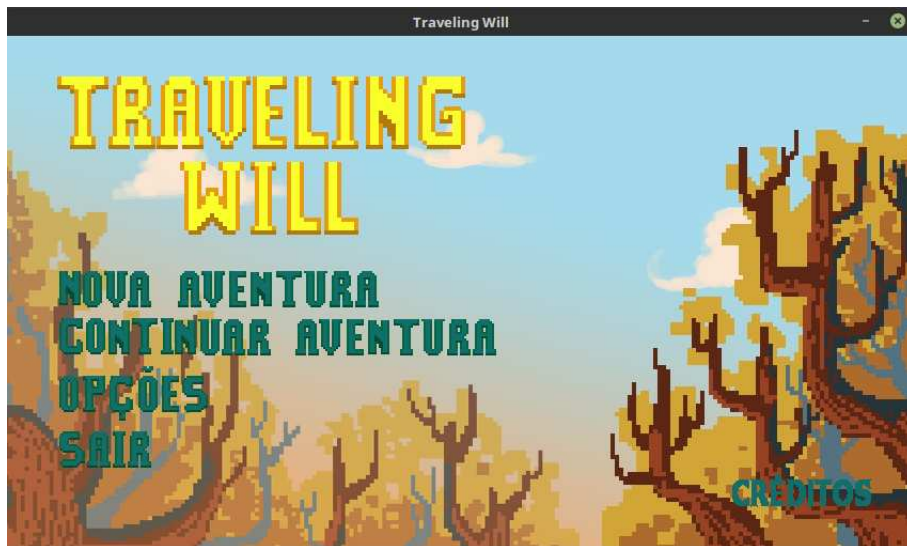 Traveling Will
TRAVELING
WILL
NOVA AVENTURA
CONTINUAR AVENTURA
OPÇÕES
SAIR
CRÉDITOS